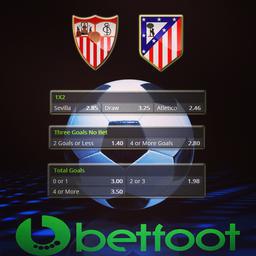 1X2
Sevilla 2.85 Draw 3.25 Atletico 2.46
Three Goals No Bet
2 Goals or Less 1.40 4 or More Goals 2.80
Total Goals
0 or 1 3.00 2 or 3 1.98
4 or More 3.50
betfoot